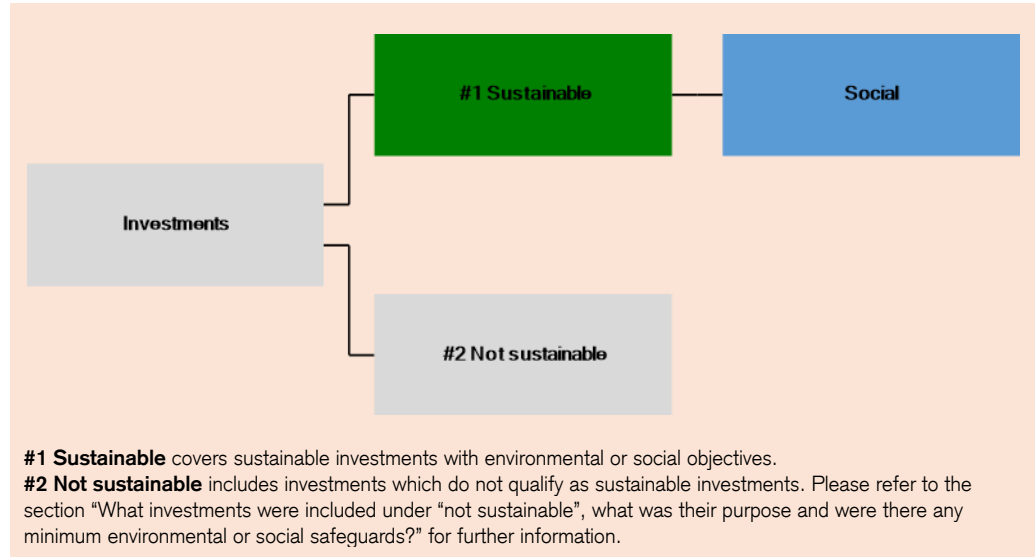 #1 Sustainable
Social
Investments
#2 Not sustainable
#1 Sustainable covers sustainable investments with environmental or social objectives.
#2 Not sustainable includes investments which do not qualify as sustainable investments. Please refer to the
section “What investments were included under “not sustainable”, what was their purpose and were there any
minimum environmental or social safeguards?” for further information.